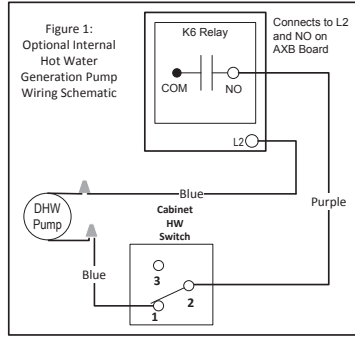 Figure 1:
Optional Internal
Hot Water
Generation Pump
Wiring Schematic
K6 Relay
COM
NO
L2
Connects to L2
and NO on
AXB Board
Blue
Purple
DHW
Pump
Cabinet
HW
Switch
Blue
3
2
1